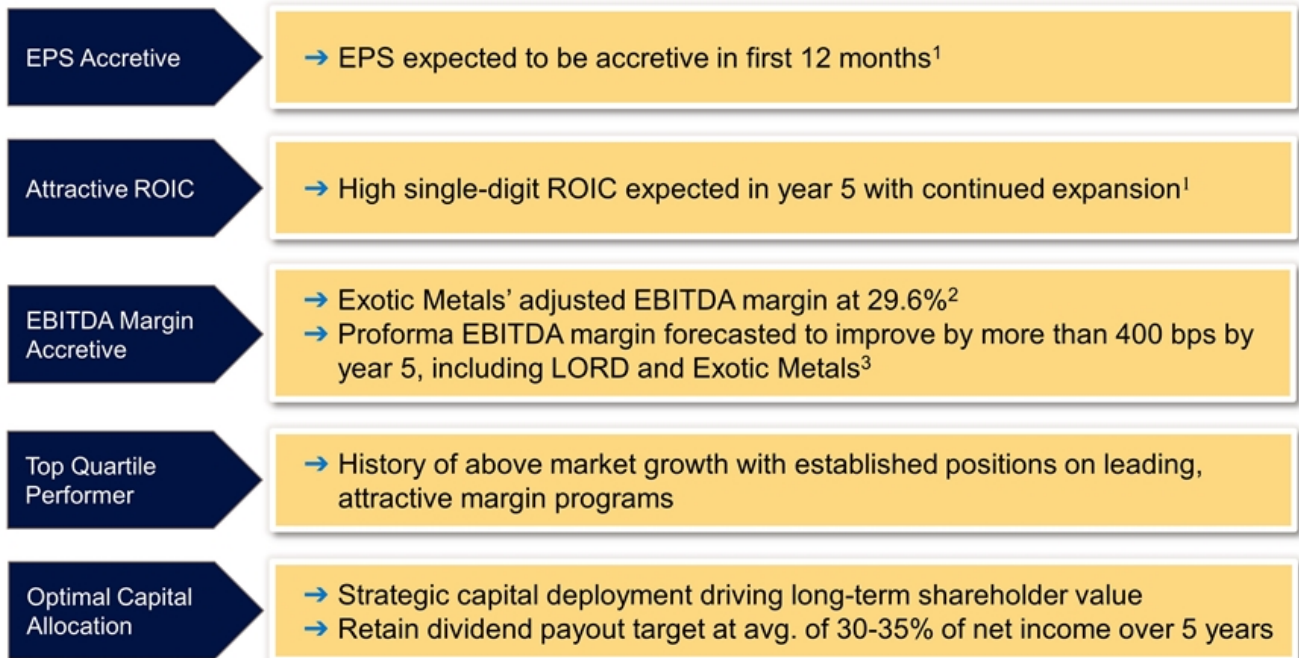 EPS Accretive
➔ EPS expected to be accretive in first 12 months¹
Attractive ROIC
➔ High single-digit ROIC expected in year 5 with continued expansion¹
EBITDA Margin
Accretive
➔ Exotic Metals’ adjusted EBITDA margin at 29.6%²
➔ Proforma EBITDA margin forecasted to improve by more than 400 bps by
year 5, including LORD and Exotic Metals³
Top Quartile
Performer
➔ History of above market growth with established positions on leading,
attractive margin programs
Optimal Capital
Allocation
➔ Strategic capital deployment driving long-term shareholder value
➔ Retain dividend payout target at avg. of 30-35% of net income over 5 years